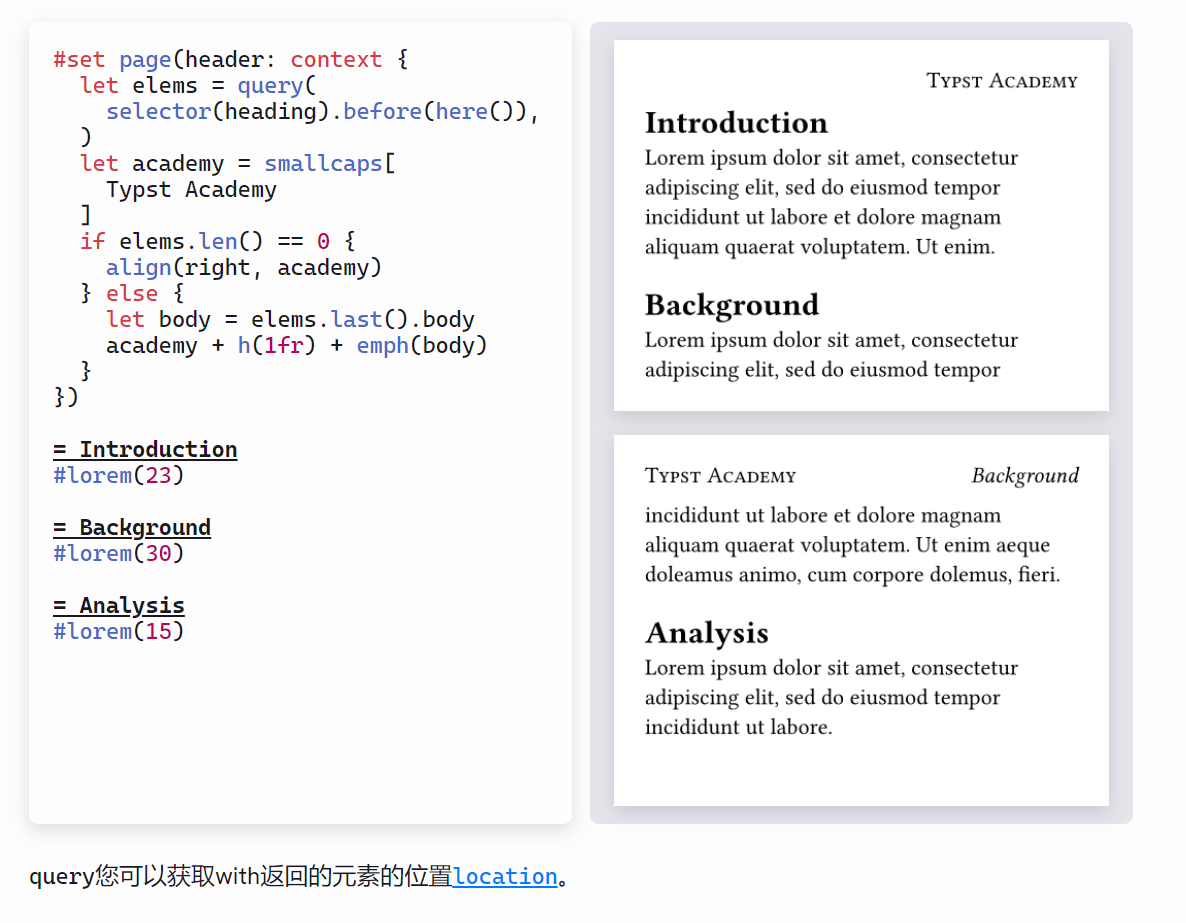 #set page(header: context {
  let elems = query(
    selector(heading).before(here()),
  )
  let academy = smallcaps[
    Typst Academy
  ]
  if elems.len() == 0 {
    align(right, academy)
  } else {
    let body = elems.last().body
    academy + h(1fr) + emph(body)
  }
})
= Introduction
#lorem(23)
= Background
#lorem(30)
= Analysis
#lorem(15)
Typst Academy
Introduction
Lorem ipsum dolor sit amet, consectetur
adipiscing elit, sed do eiusmod tempor
incididunt ut labore et dolore magnam
aliquam quaerat voluptatem. Ut enim.
Background
Lorem ipsum dolor sit amet, consectetur
adipiscing elit, sed do eiusmod tempor
Typst Academy Background
incididunt ut labore et dolore magnam
aliquam quaerat voluptatem. Ut enim aeque
doleamus animo, cum corpore dolemus, fieri.
Analysis
Lorem ipsum dolor sit amet, consectetur
adipiscing elit, sed do eiusmod tempor
incididunt ut labore.
query您可以获取with返回的元素的位置location。